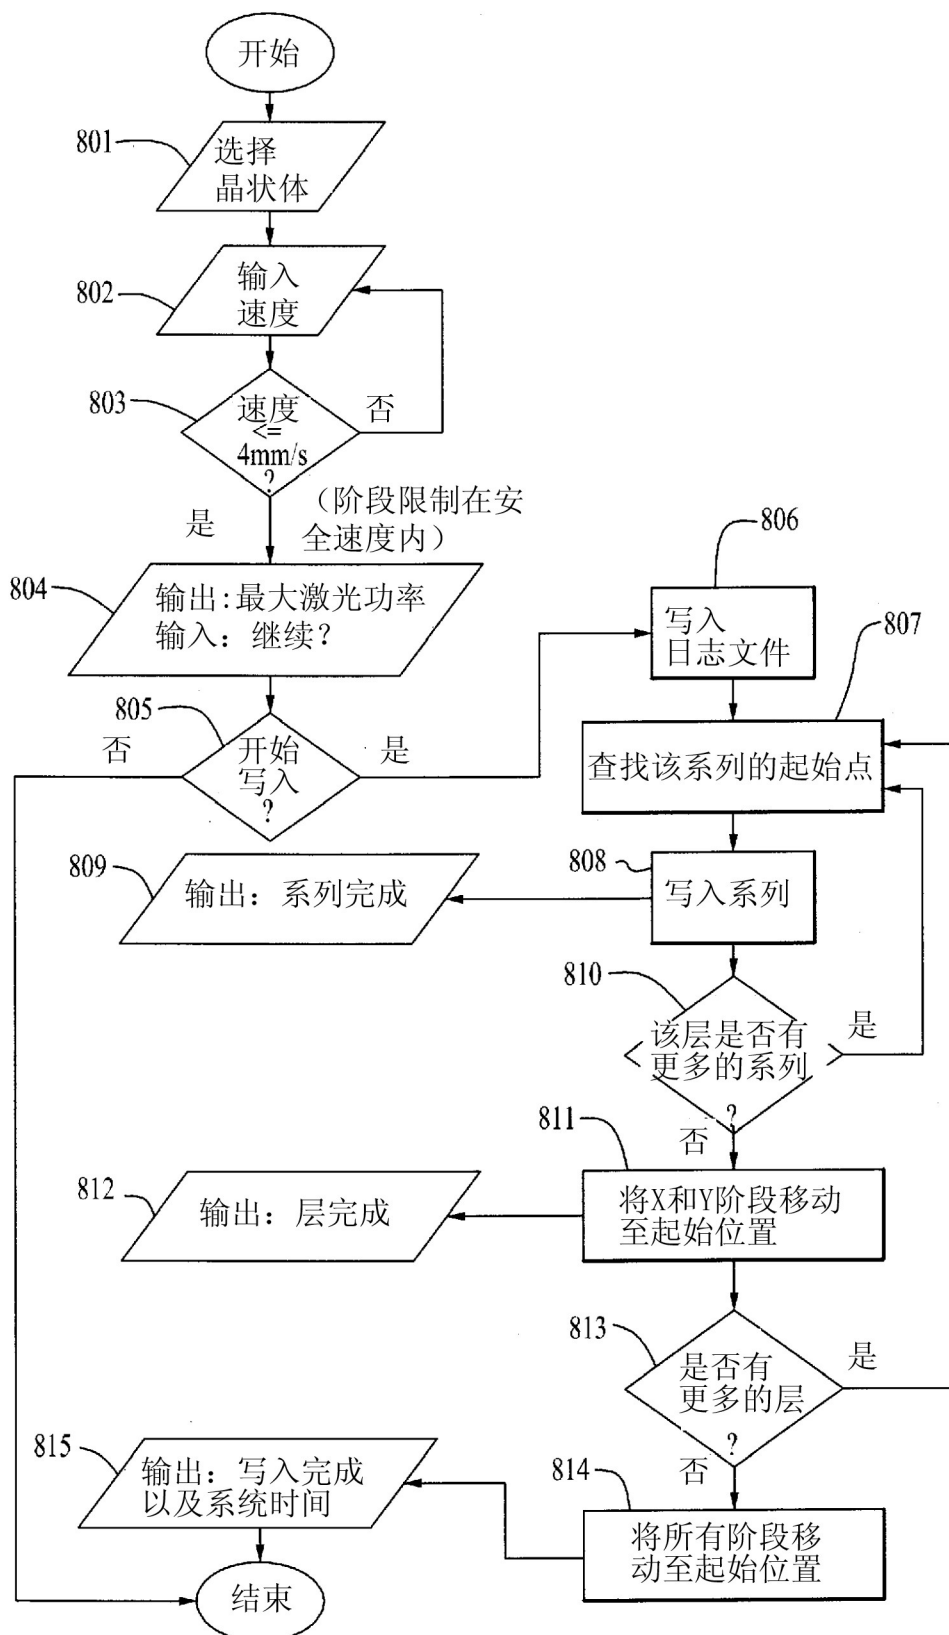 开始
801
选择
晶状体
802
输入
速度
803
速度
<=
4mm/s
?
否
是
（阶段限制在安
全速度内）
804
输出:最大激光功率
输入：继续？
805
开始
写入
?
否
是
806
写入
日志文件
807
查找该系列的起始点
808
写入系列
809
输出：系列完成
810
该层是否有
更多的系列
?
是
否
811
将X和Y阶段移动
至起始位置
812
输出：层完成
813
是否有
更多的层
?
是
否
814
将所有阶段移
动至起始位置
815
输出：写入完成
以及系统时间
结束